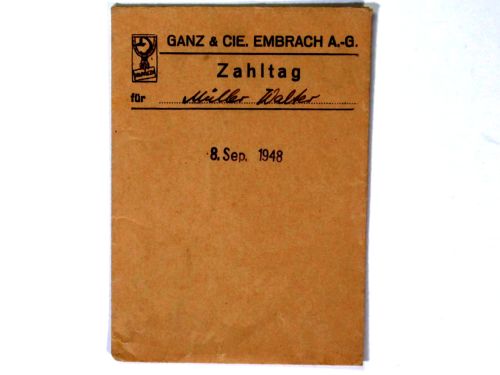 GANZ & CIE. EMBRACH A.-G.
Zahltag
für Müller Walter
8. Sep. 1948